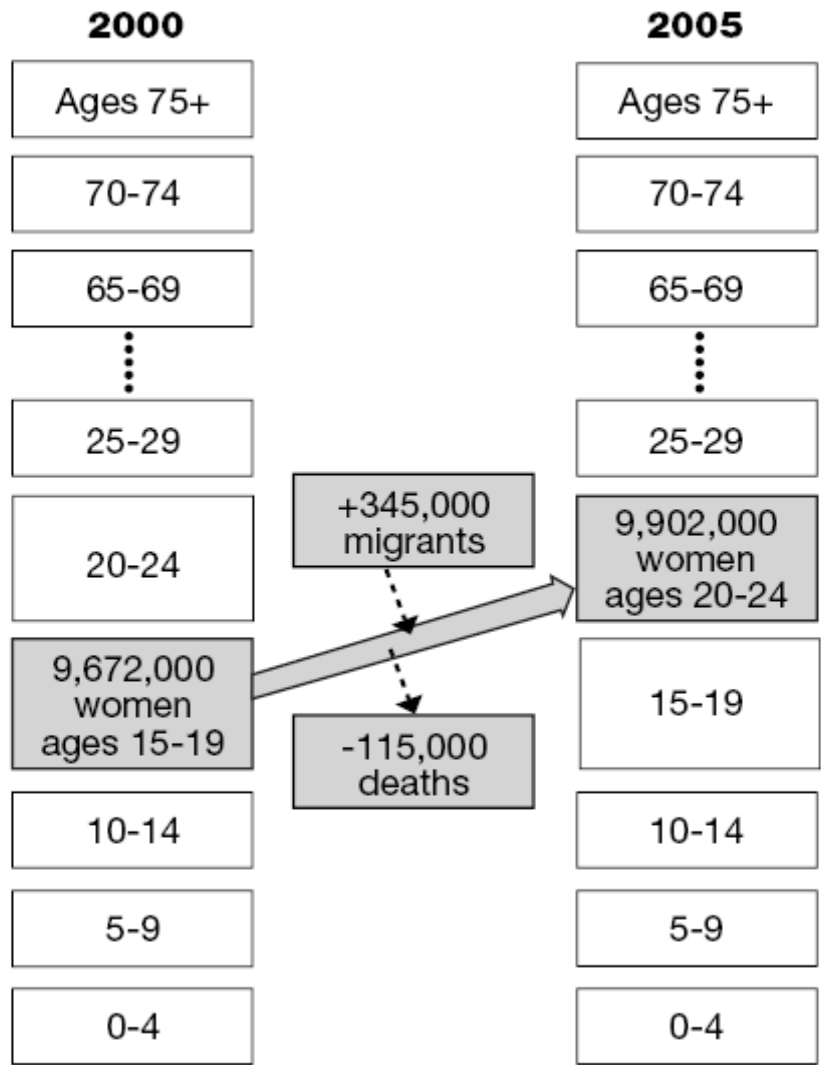 2000
Ages 75+
70-74
65-69
25-29
20-24
9,672,000
women
ages 15-19
10-14
5-9
0-4
+345,000
migrants
-115,000
deaths
2005
Ages 75+
70-74
65-69
25-29
9,902,000
women
ages 20-24
15-19
10-14
5-9
0-4